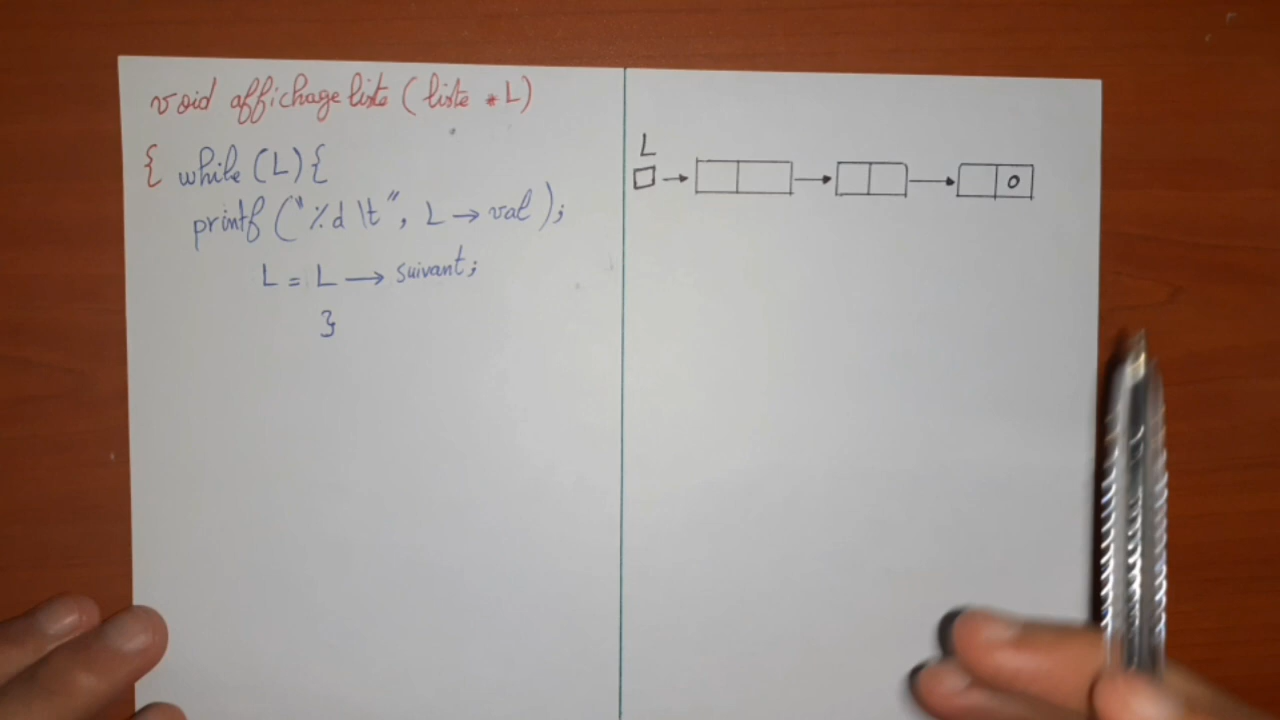 void affichage liste (liste *L)
{ while (L) {
printf ("%d \t", L → val );
L = L → suivant;
}
L
0